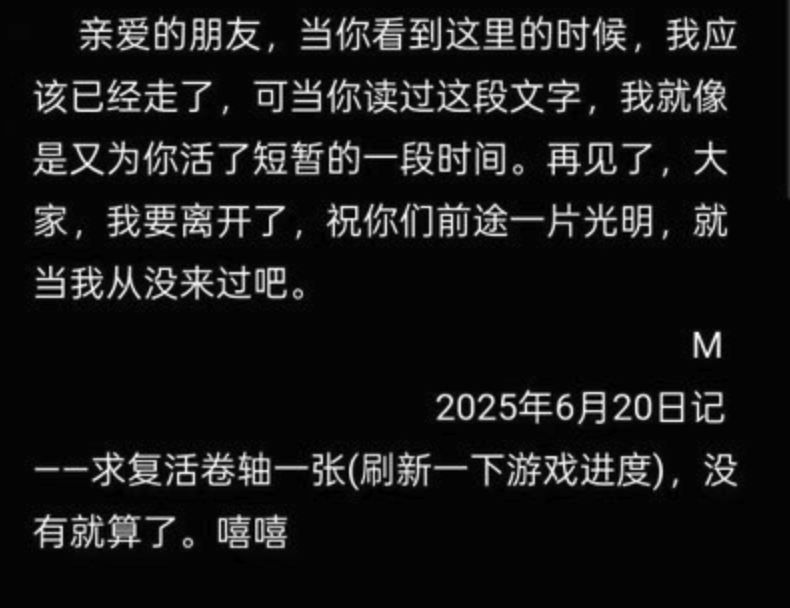 亲爱的朋友，当你看到这里的时候，我应
该已经走了，可当你读过这段文字，我就像
是又为你活了短暂的一段时间。再见了，大
家，我要离开了，祝你们前途一片光明，就
当我从没来过吧。
M
2025年6月20日记
——求复活卷轴一张(刷新一下游戏进度)，没
有就算了。嘻嘻